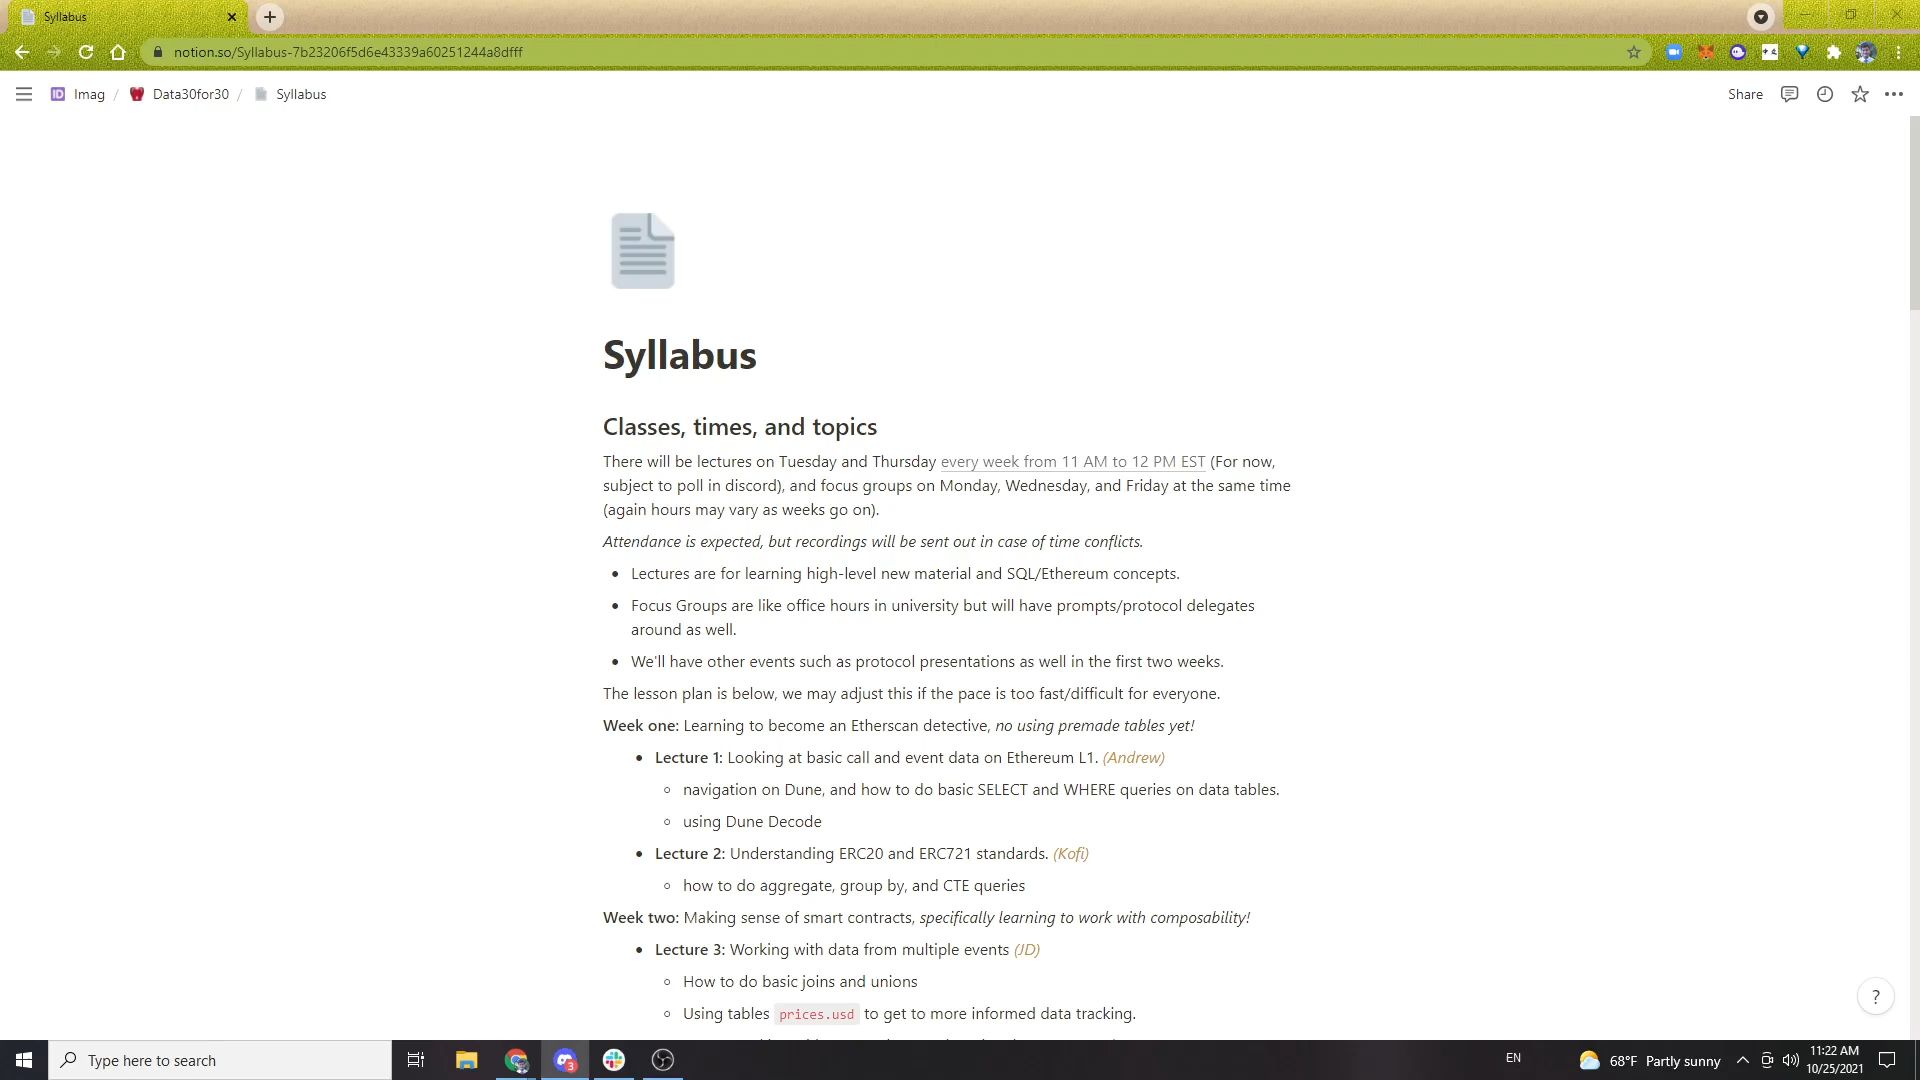 Syllabus
notion.so/Syllabus-7b23206f5d6e43339a60251244a8dfff
Imag / Data30for30 / Syllabus
Share
Syllabus
Classes, times, and topics
There will be lectures on Tuesday and Thursday every week from 11 AM to 12 PM EST (For now,
subject to poll in discord), and focus groups on Monday, Wednesday, and Friday at the same time
(again hours may vary as weeks go on).
Attendance is expected, but recordings will be sent out in case of time conflicts.
• Lectures are for learning high-level new material and SQL/Ethereum concepts.
• Focus Groups are like office hours in university but will have prompts/protocol delegates
around as well.
• We'll have other events such as protocol presentations as well in the first two weeks.
The lesson plan is below, we may adjust this if the pace is too fast/difficult for everyone.
Week one: Learning to become an Etherscan detective, no using premade tables yet!
• Lecture 1: Looking at basic call and event data on Ethereum L1. (Andrew)
◦ navigation on Dune, and how to do basic SELECT and WHERE queries on data tables.
◦ using Dune Decode
• Lecture 2: Understanding ERC20 and ERC721 standards. (Kofi)
◦ how to do aggregate, group by, and CTE queries
Week two: Making sense of smart contracts, specifically learning to work with composability!
• Lecture 3: Working with data from multiple events (JD)
◦ How to do basic joins and unions
◦ Using tables prices.usd to get to more informed data tracking.
?
Type here to search
3
EN
68°F Partly sunny
11:22 AM
10/25/2021